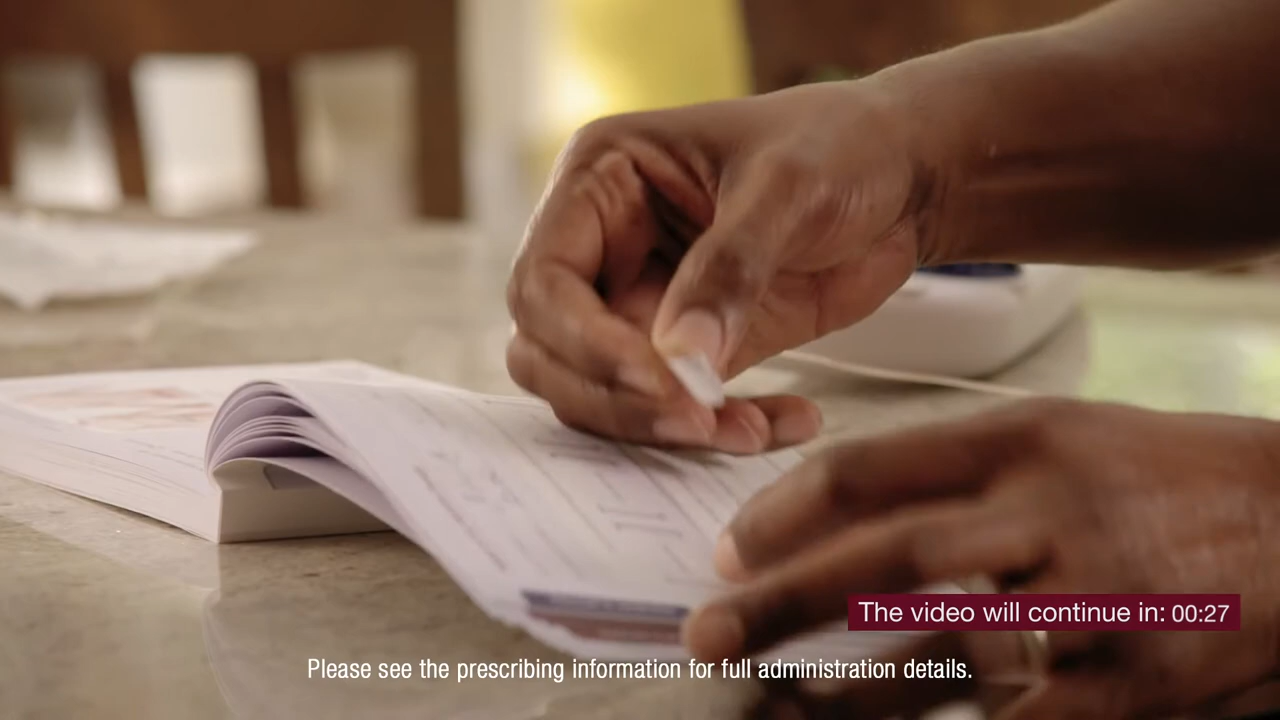 The video will continue in: 00:27
Please see the prescribing information for full administration details.